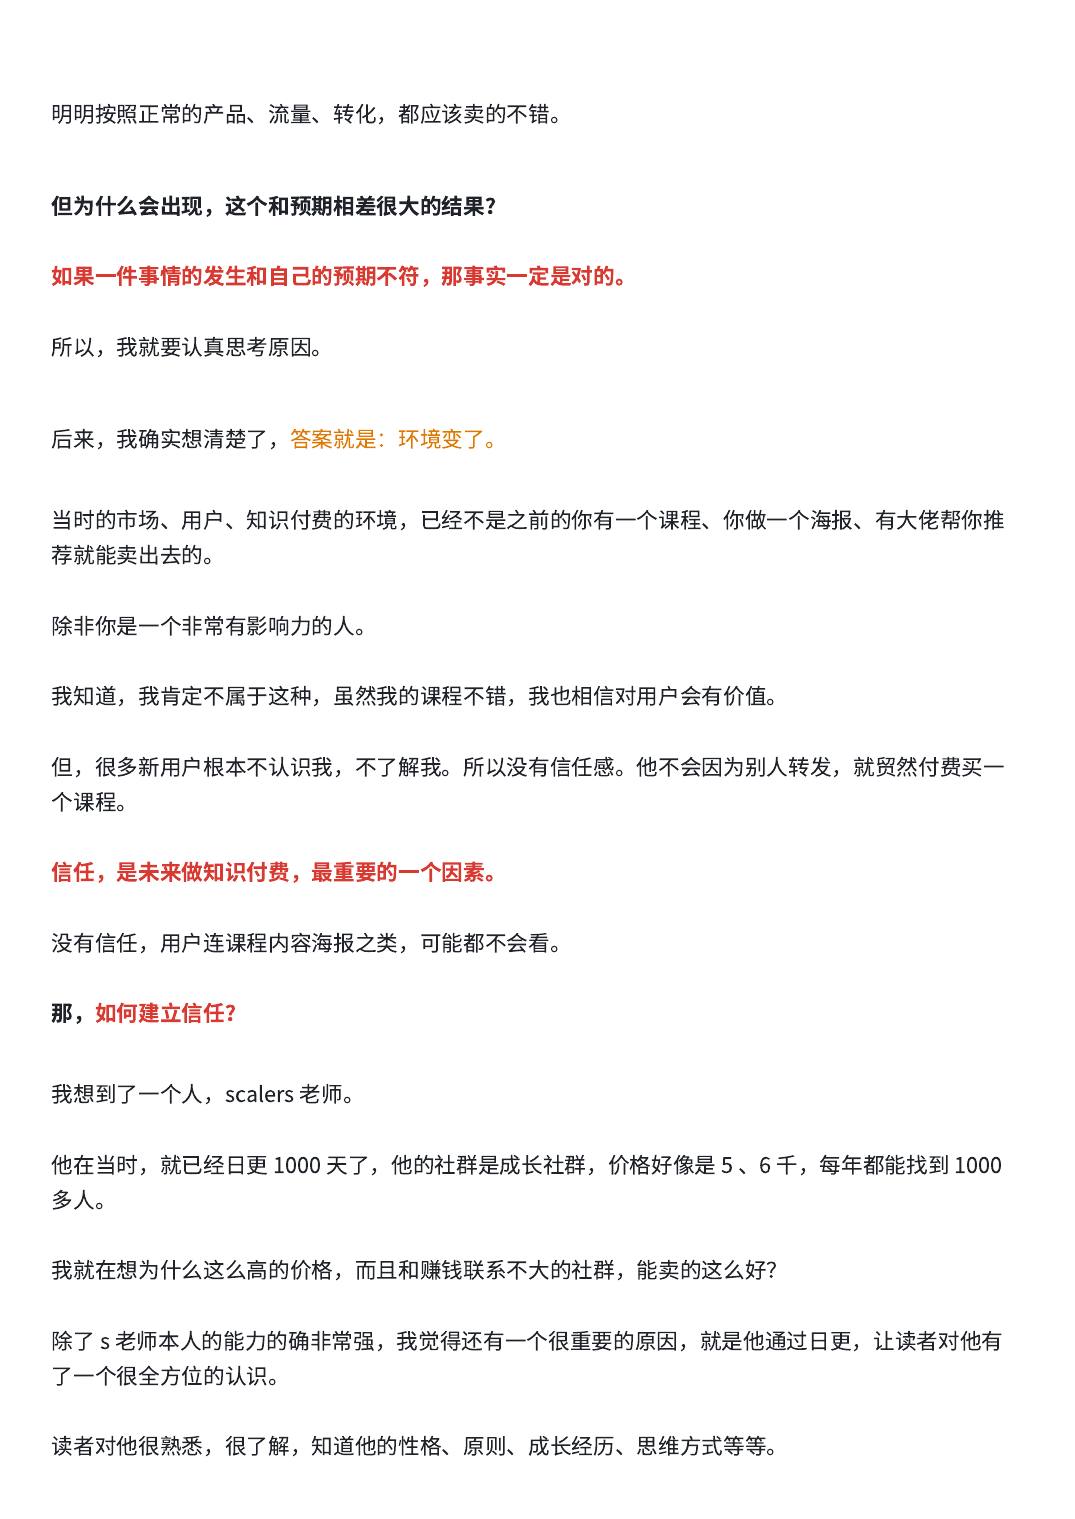 明明按照正常的产品、流量、转化，都应该卖的不错。
但为什么会出现，这个和预期相差很大的结果？
如果一件事情的发生和自己的预期不符，那事实一定是对的。
所以，我就要认真思考原因。
后来，我确实想清楚了，答案就是：环境变了。
当时的市场、用户、知识付费的环境，已经不是之前的你有一个课程、你做一个海报、有大佬帮你推
荐就能卖出去的。
除非你是一个非常有影响力的人。
我知道，我肯定不属于这种，虽然我的课程不错，我也相信对用户会有价值。
但，很多新用户根本不认识我，不了解我。所以没有信任感。他不会因为别人转发，就贸然付费买一
个课程。
信任，是未来做知识付费，最重要的一个因素。
没有信任，用户连课程内容海报之类，可能都不会看。
那，如何建立信任？
我想到了一个人，scalers 老师。
他在当时，就已经日更 1000 天了，他的社群是成长社群，价格好像是 5 、6 千，每年都能找到 1000
多人。
我就在想为什么这么高的价格，而且和赚钱联系不大的社群，能卖的这么好？
除了 s 老师本人的能力的确非常强，我觉得还有一个很重要的原因，就是他通过日更，让读者对他有
了一个很全方位的认识。
读者对他很熟悉，很了解，知道他的性格、原则、成长经历、思维方式等等。